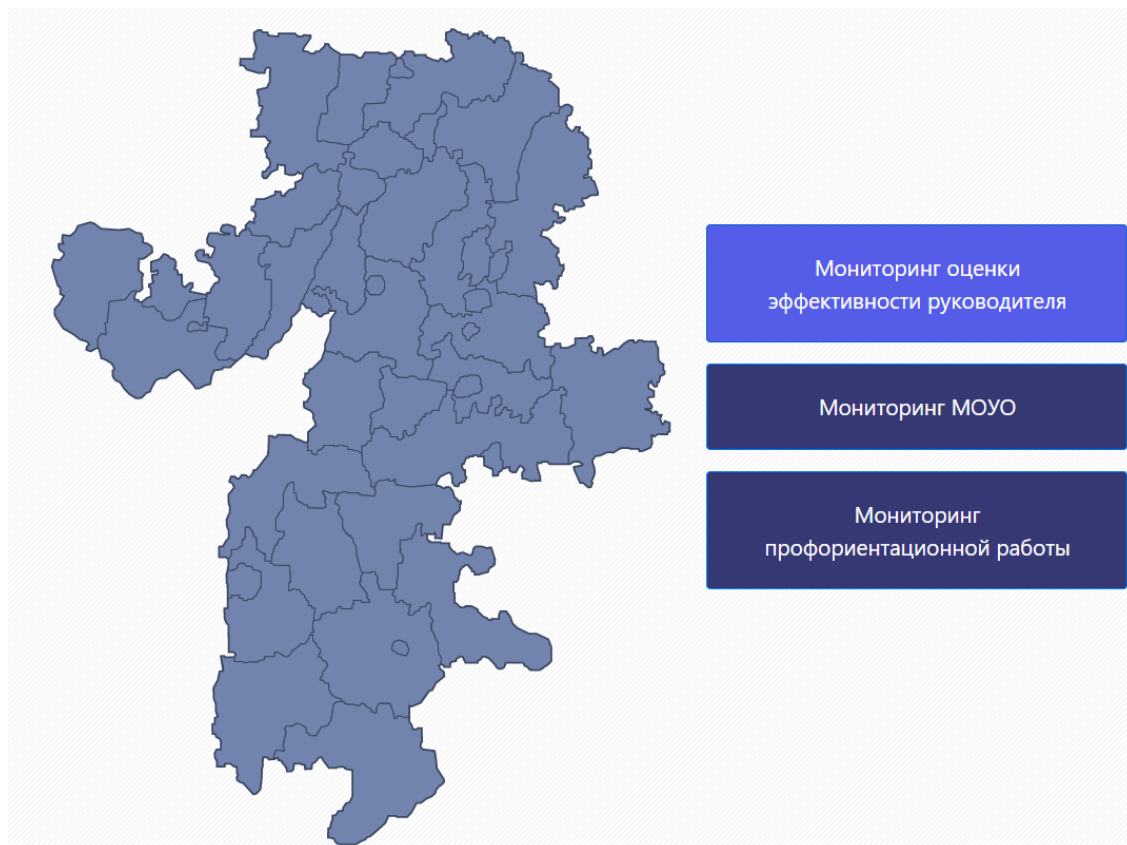 Мониторинг оценки
эффективности руководителя
Мониторинг МОУО
Мониторинг
профориентационной работы